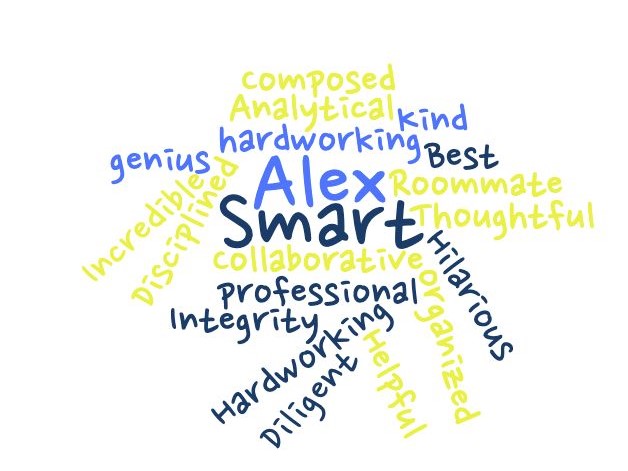 composed
Analytical
kind
hardworking
Best
genius
Alex
Roommate
Incredible
Disciplined
Smart
Thoughtful
collaborative
Hilarious
professional
organized
Integrity
Hardworking
Helpful
Diligent